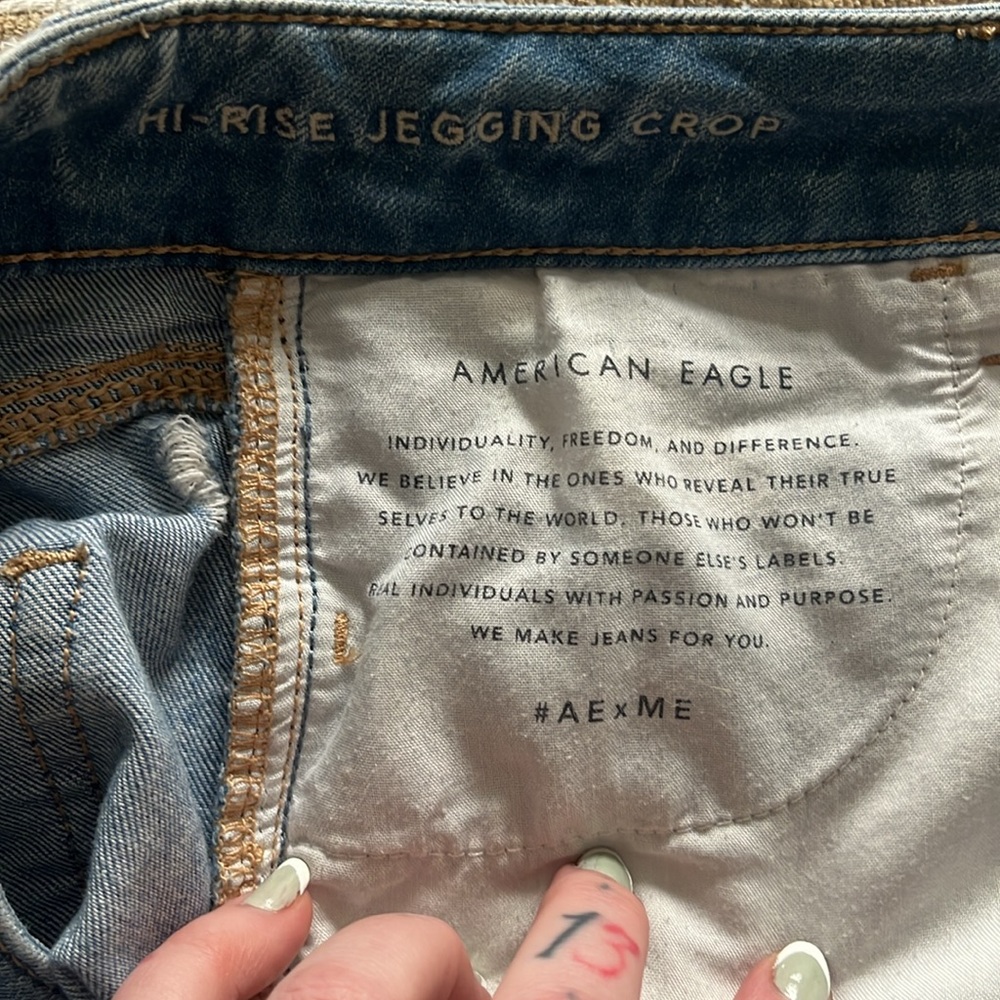 HI-RISE JEGGING CROP
AMERICAN EAGLE
INDIVIDUALITY, FREEDOM, AND DIFFERENCE.
WE BELIEVE IN THE ONES WHO REVEAL THEIR TRUE
SELVES TO THE WORLD. THOSE WHO WON'T BE
CONTAINED BY SOMEONE ELSE'S LABELS.
REAL INDIVIDUALS WITH PASSION AND PURPOSE.
WE MAKE JEANS FOR YOU.
#AExME
13